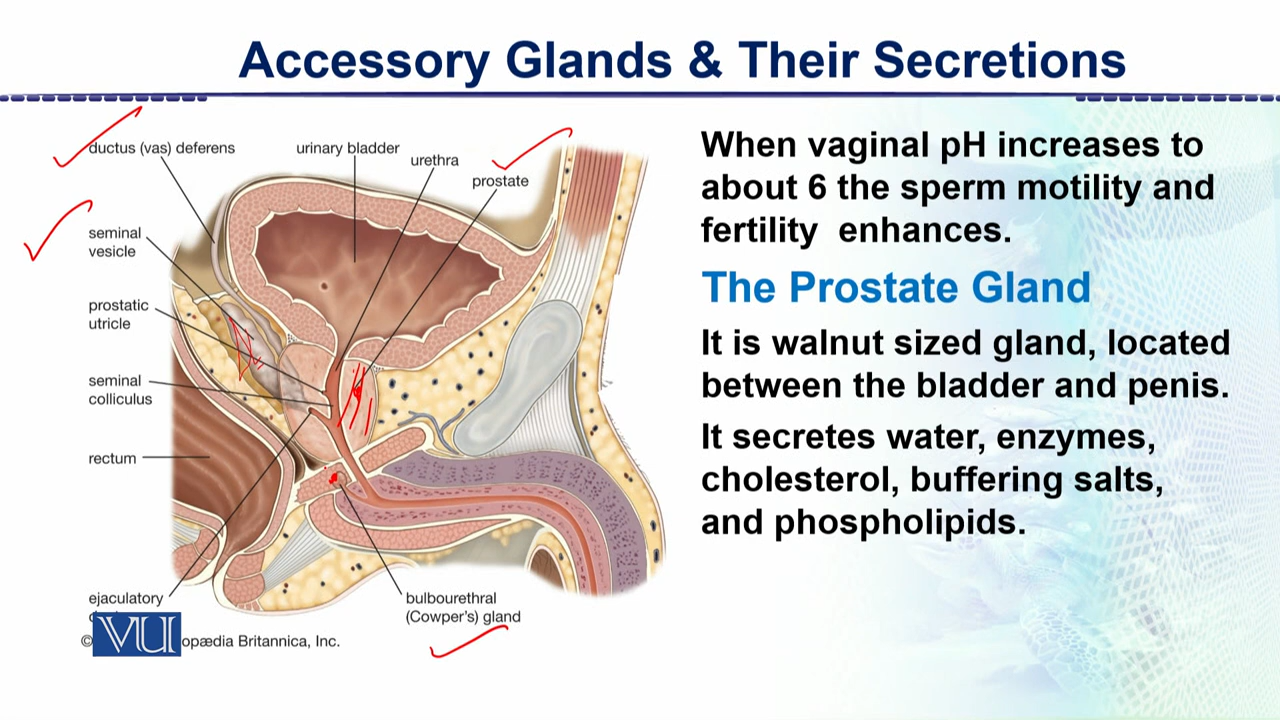 Accessory Glands & Their Secretions
ductus (vas) deferens
urinary bladder
urethra
prostate
seminal
vesicle
prostatic
utricle
seminal
colliculus
rectum
ejaculatory
bulbourethral
(Cowper's) gland
©
VU
opædia Britannica, Inc.
When vaginal pH increases to
about 6 the sperm motility and
fertility enhances.
The Prostate Gland
It is walnut sized gland, located
between the bladder and penis.
It secretes water, enzymes,
cholesterol, buffering salts,
and phospholipids.